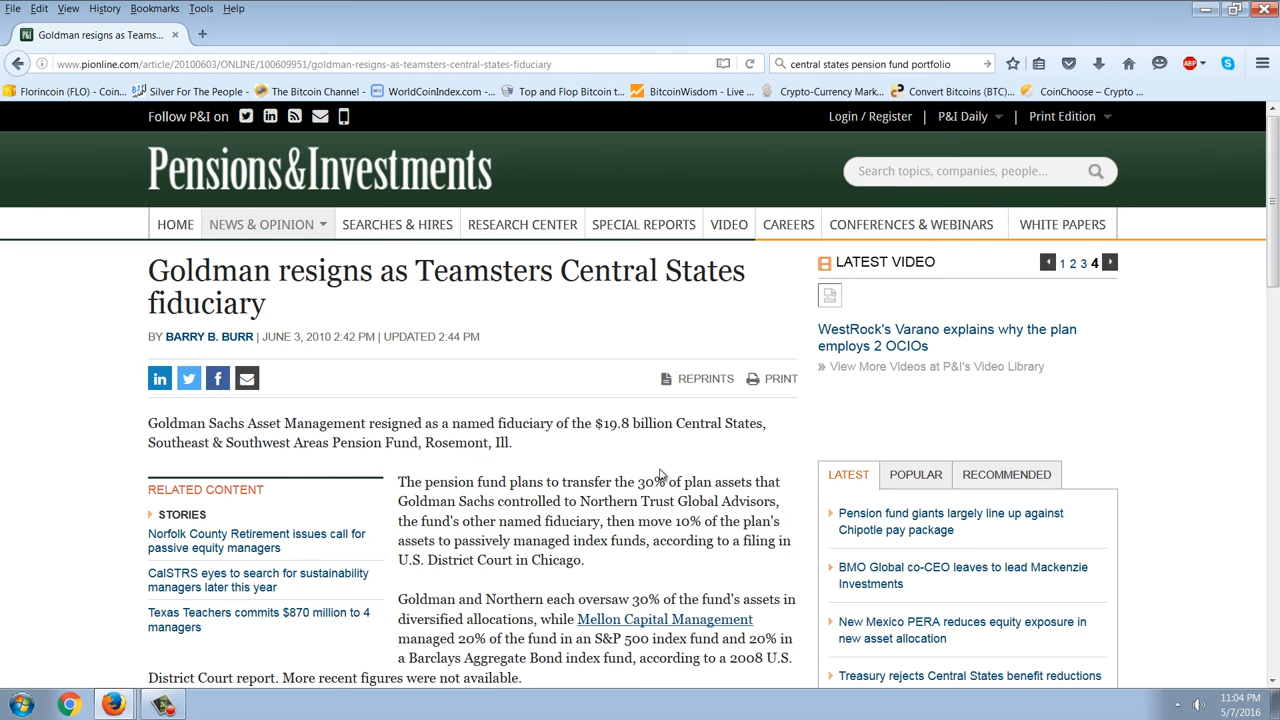 File Edit View History Bookmarks Tools Help
Goldman resigns as Teams...
www.pionline.com/article/20100603/ONLINE/100609951/goldman-resigns-as-teamsters-central-states-fiduciary
central states pension fund portfolio
ABP
Florincoin (FLO) - Coin... Silver For The People - The Bitcoin Channel - WorldCoinIndex.com -... Top and Flop Bitcoin t... BitcoinWisdom - Live ... Crypto-Currency Mark... Convert Bitcoins (BTC)... CoinChoose – Crypto ...
Follow P&I on
Login / Register | P&I Daily | Print Edition
Pensions&Investments
Search topics, companies, people...
HOME NEWS & OPINION SEARCHES & HIRES RESEARCH CENTER SPECIAL REPORTS VIDEO CAREERS CONFERENCES & WEBINARS WHITE PAPERS
Goldman resigns as Teamsters Central States
fiduciary
BY BARRY B. BURR | JUNE 3, 2010 2:42 PM | UPDATED 2:44 PM
REPRINTS PRINT
Goldman Sachs Asset Management resigned as a named fiduciary of the $19.8 billion Central States,
Southeast & Southwest Areas Pension Fund, Rosemont, Ill.
RELATED CONTENT
STORIES
Norfolk County Retirement issues call for
passive equity managers
CalSTRS eyes to search for sustainability
managers later this year
Texas Teachers commits $870 million to 4
managers
The pension fund plans to transfer the 30% of plan assets that
Goldman Sachs controlled to Northern Trust Global Advisors,
the fund's other named fiduciary, then move 10% of the plan's
assets to passively managed index funds, according to a filing in
U.S. District Court in Chicago.
Goldman and Northern each oversaw 30% of the fund's assets in
diversified allocations, while Mellon Capital Management
managed 20% of the fund in an S&P 500 index fund and 20% in
a Barclays Aggregate Bond index fund, according to a 2008 U.S.
District Court report. More recent figures were not available.
LATEST VIDEO
1 2 3 4
WestRock's Varano explains why the plan
employs 2 OCIOs
» View More Videos at P&I's Video Library
LATEST POPULAR RECOMMENDED
Pension fund giants largely line up against
Chipotle pay package
BMO Global co-CEO leaves to lead Mackenzie
Investments
New Mexico PERA reduces equity exposure in
new asset allocation
Treasury rejects Central States benefit reductions
11:04 PM
5/7/2016